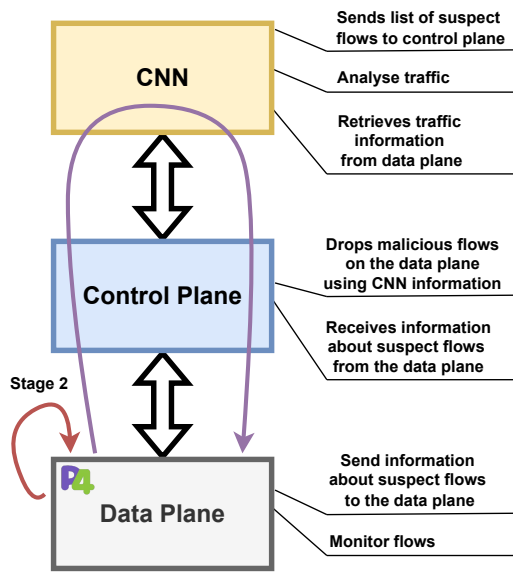 Sends list of suspect
flows to control plane
CNN
Analyse traffic
Retrieves traffic
information
from data plane
Drops malicious flows
on the data plane
using CNN information
Control Plane
Receives information
about suspect flows
from the data plane
Stage 2
Send information
about suspect flows
to the data plane
P4
Data Plane
Monitor flows